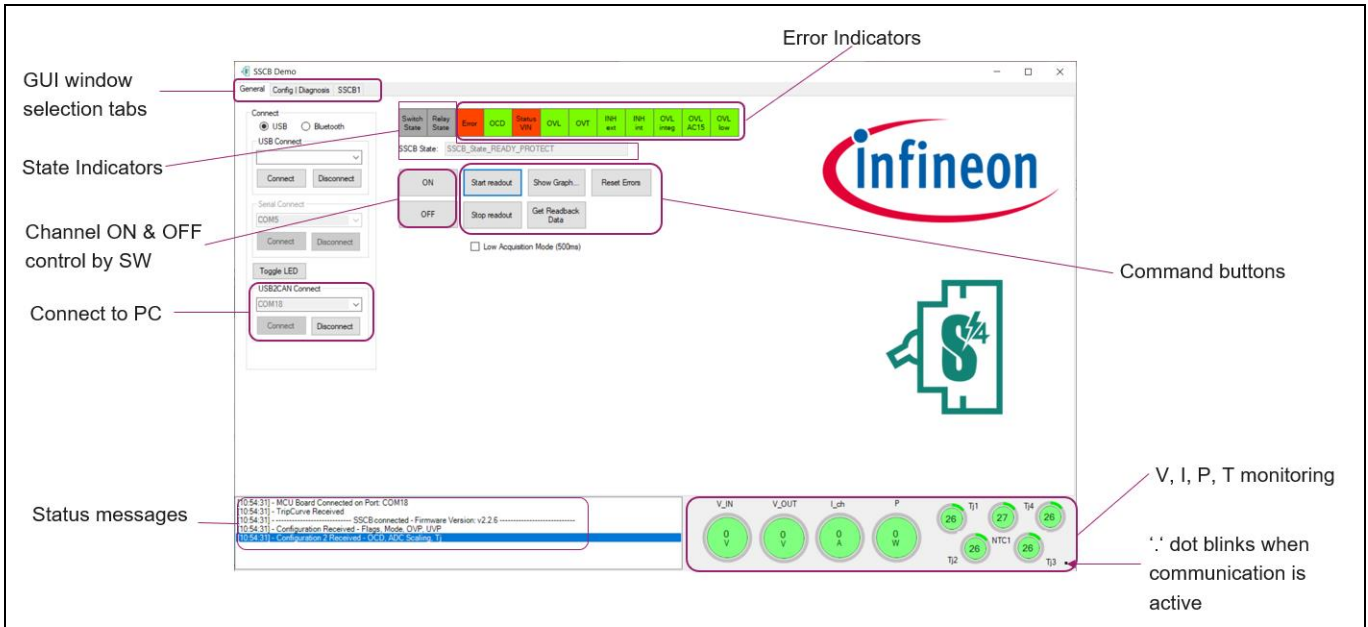 Error Indicators
GUI window
selection tabs
State Indicators
Channel ON & OFF
control by SW
Connect to PC
Status messages
SSCB Demo
General Config | Diagnosis SSCB1
Connect
USB Bluetooth
USB Connect
Connect Disconnect
Serial Connect
COM5
Connect Disconnect
Toggle LED
USB2CAN Connect
COM18
Connect Disconnect
Switch State Relay State Error OCD Status VIN OVL OVT INH ext INH int OVL integ OVL AC15 OVL low
SSCB State: SSCB_State_READY_PROTECT
ON Start readout Show Graph... Reset Errors
OFF Stop readout Get Readback Data
Low Acquisition Mode (500ms)
infineon
S4
Command buttons
[10:54:31] - MCU Board Connected on Port: COM18
[10:54:31] - TripCurve Received
[10:54:31] - ---------------------------- SSCB connected - Firmware Version: v2.2.6 ----------------------------
[10:54:31] - Configuration Received - Flags, Mode, OVP, UVP
[10:54:31] - Configuration 2 Received - OCD, ADC Scaling, Tj
V_IN V_OUT I_ch P
0 V 0 V 0 A 0 W
26 Tj1 27 Tj4 26
Tj2 26 NTC1 26 Tj3
V, I, P, T monitoring
‘.‘ dot blinks when
communication is
active